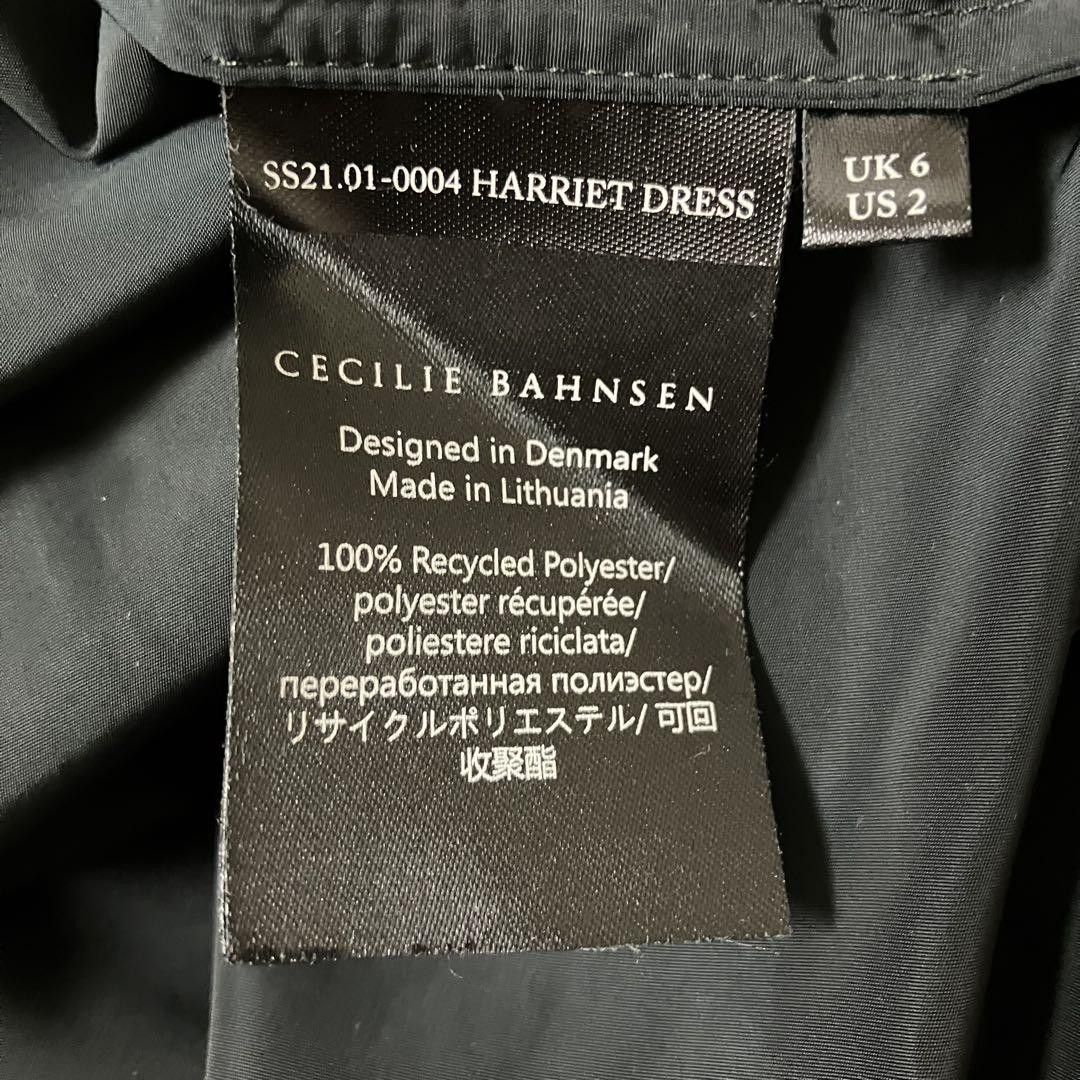 SS21.01-0004 HARRIET DRESS
UK 6
US 2
CECILIE BAHNSEN
Designed in Denmark
Made in Lithuania
100% Recycled Polyester/
polyester récupérée/
poliestere riciclata/
переработанная полиэстер/
リサイクルポリエステル/ 可回
收聚酯